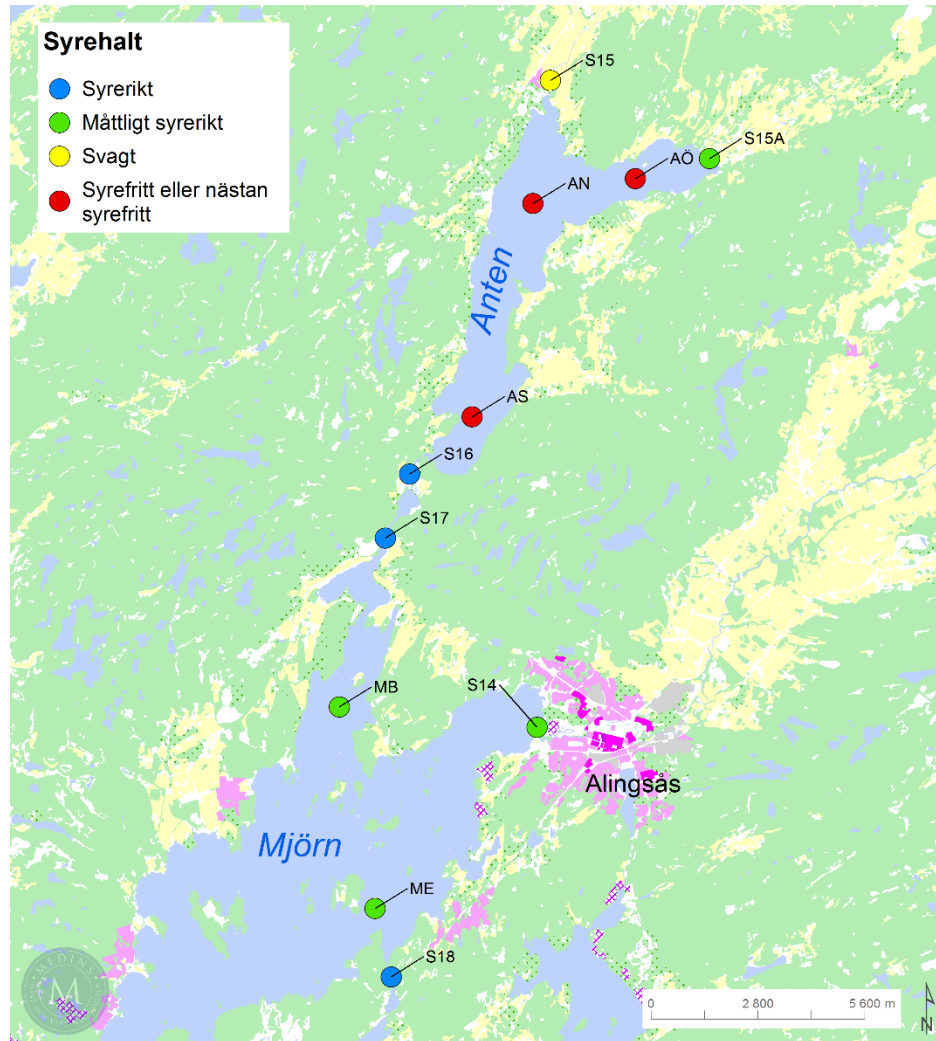 Syrehalt
Syrerikt
Måttligt syrerikt
Svagt
Syrefritt eller nästan
syrefritt
S15
S15A
AÖ
AN
Anten
AS
S16
S17
MB
S14
Alingsås
Mjörn
ME
S18
MEDINS
M
0 2 800 5 600 m
N